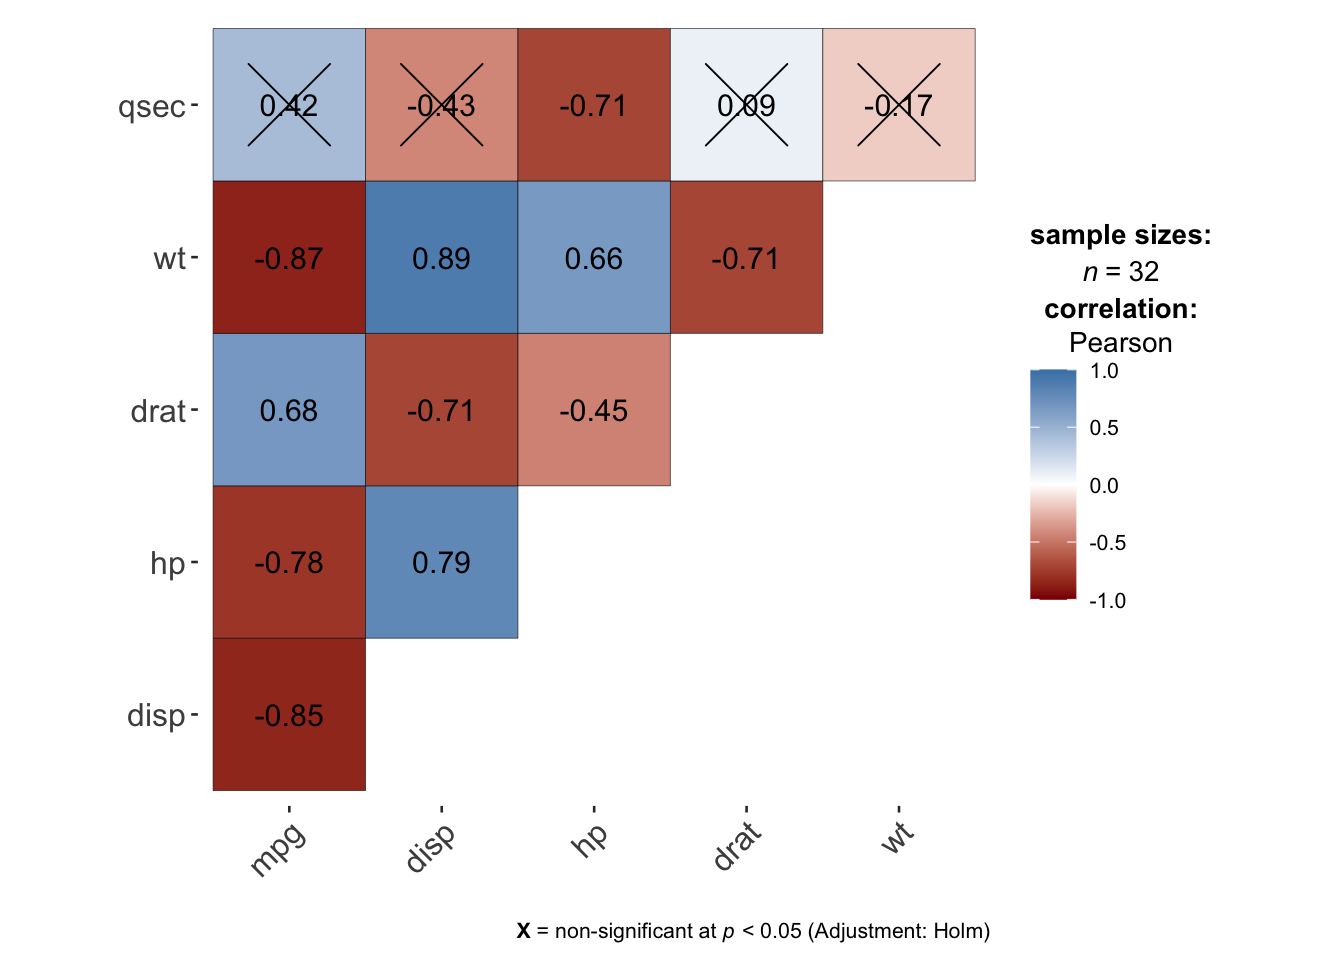 qsec 0.42 -0.43 -0.71 0.09 -0.17
wt -0.87 0.89 0.66 -0.71
drat 0.68 -0.71 -0.45
hp -0.78 0.79
disp -0.85
mpg disp hp drat wt
sample sizes:
n = 32
correlation:
Pearson
1.0
0.5
0.0
-0.5
-1.0
X = non-significant at p < 0.05 (Adjustment: Holm)